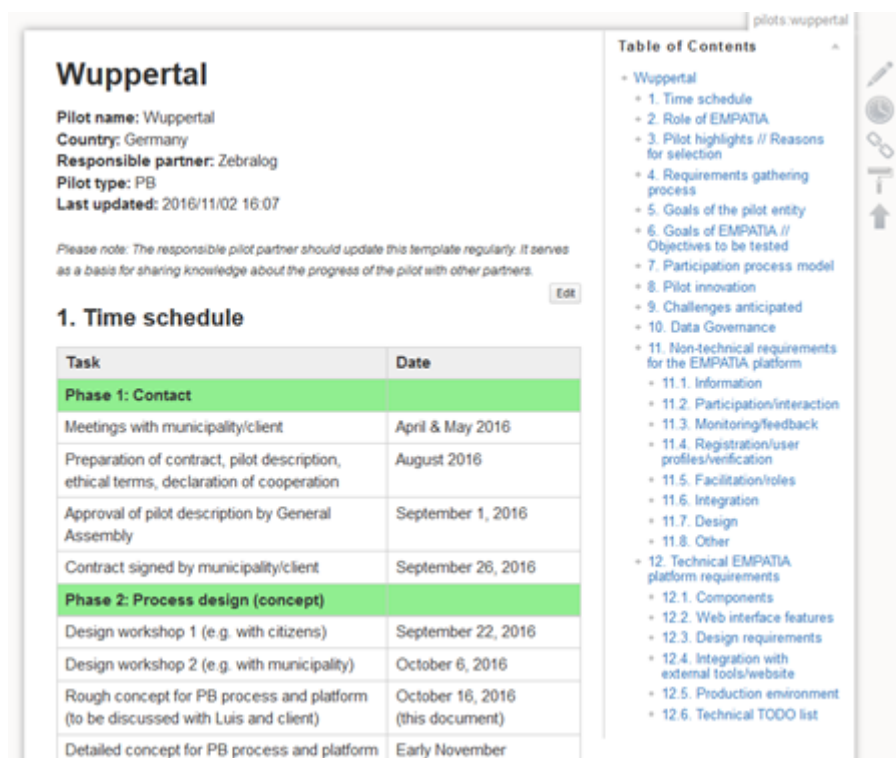 pilots:wuppertal
Wuppertal
Pilot name: Wuppertal
Country: Germany
Responsible partner: Zebralog
Pilot type: PB
Last updated: 2016/11/02 16:07
Please note: The responsible pilot partner should update this template regularly. It serves
as a basis for sharing knowledge about the progress of the pilot with other partners.
Edit
1. Time schedule
Task Date
Phase 1: Contact
Meetings with municipality/client April & May 2016
Preparation of contract, pilot description, August 2016
ethical terms, declaration of cooperation
Approval of pilot description by General September 1, 2016
Assembly
Contract signed by municipality/client September 26, 2016
Phase 2: Process design (concept)
Design workshop 1 (e.g. with citizens) September 22, 2016
Design workshop 2 (e.g. with municipality) October 6, 2016
Rough concept for PB process and platform October 16, 2016
(to be discussed with Luis and client) (this document)
Detailed concept for PB process and platform Early November
Table of Contents
Wuppertal
1. Time schedule
2. Role of EMPATIA
3. Pilot highlights // Reasons
for selection
4. Requirements gathering
process
5. Goals of the pilot entity
6. Goals of EMPATIA //
Objectives to be tested
7. Participation process model
8. Pilot innovation
9. Challenges anticipated
10. Data Governance
11. Non-technical requirements
for the EMPATIA platform
11.1. Information
11.2. Participation/interaction
11.3. Monitoring/feedback
11.4. Registration/user
profiles/verification
11.5. Facilitation/roles
11.6. Integration
11.7. Design
11.8. Other
12. Technical EMPATIA
platform requirements
12.1. Components
12.2. Web interface features
12.3. Design requirements
12.4. Integration with
external tools/website
12.5. Production environment
12.6. Technical TODO list